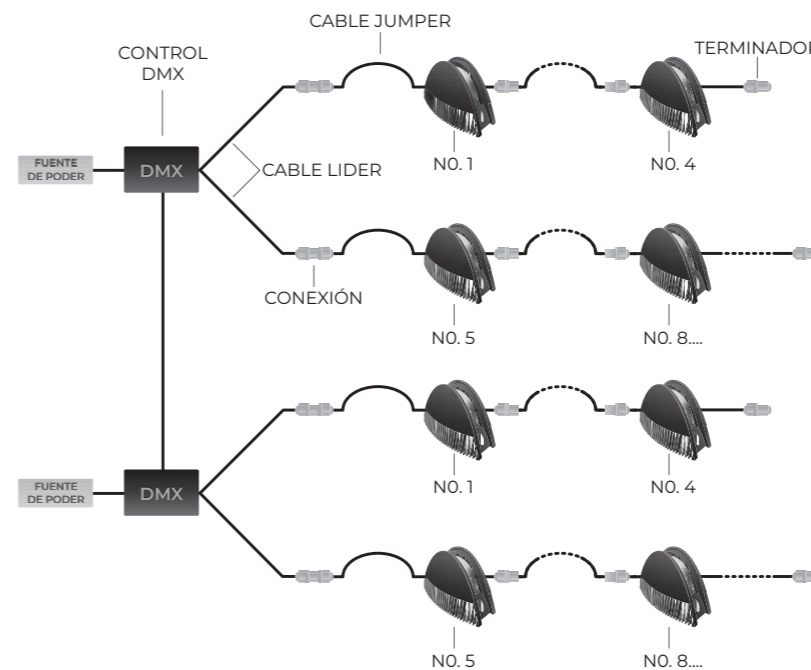 CABLE JUMPER
CONTROL
DMX
TERMINADOR
FUENTE
DE PODER
DMX
CABLE LIDER
N0. 1
N0. 4
CONEXIÓN
N0. 5
N0. 8....
FUENTE
DE PODER
DMX
N0. 1
N0. 4
N0. 5
N0. 8....